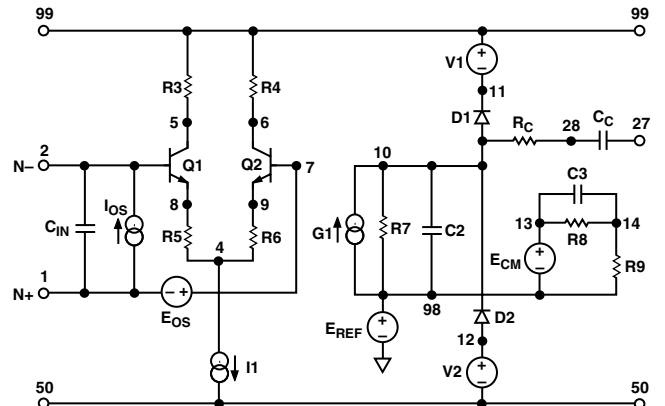 99
99
V1
+
−
R3
R4
11
D1
RC
28
CC
27
5
6
2
N−
Q1
Q2
7
10
C3
8
9
IOS
CIN
R5
R6
4
G1
R7
C2
13
R8
14
+
−
ECM
R9
1
N+
− +
EOS
98
EREF
+
−
D2
12
I1
V2
+
−
50
50